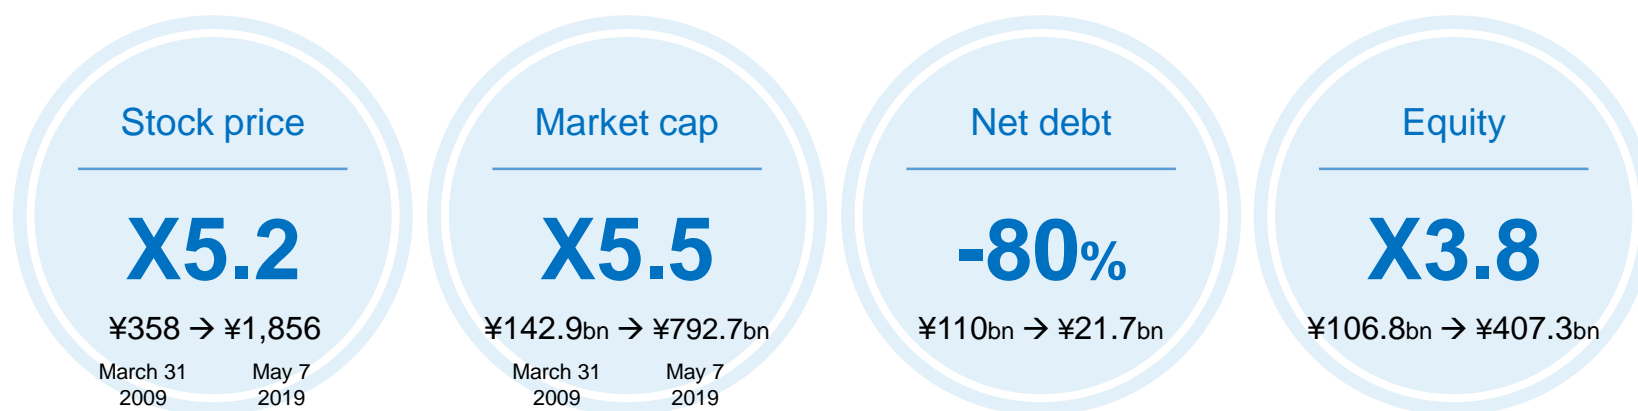 Stock price
X5.2
¥358 → ¥1,856
March 31 May 7
2009 2019
Market cap
X5.5
¥142.9bn → ¥792.7bn
March 31 May 7
2009 2019
Net debt
-80%
¥110bn → ¥21.7bn
Equity
X3.8
¥106.8bn → ¥407.3bn